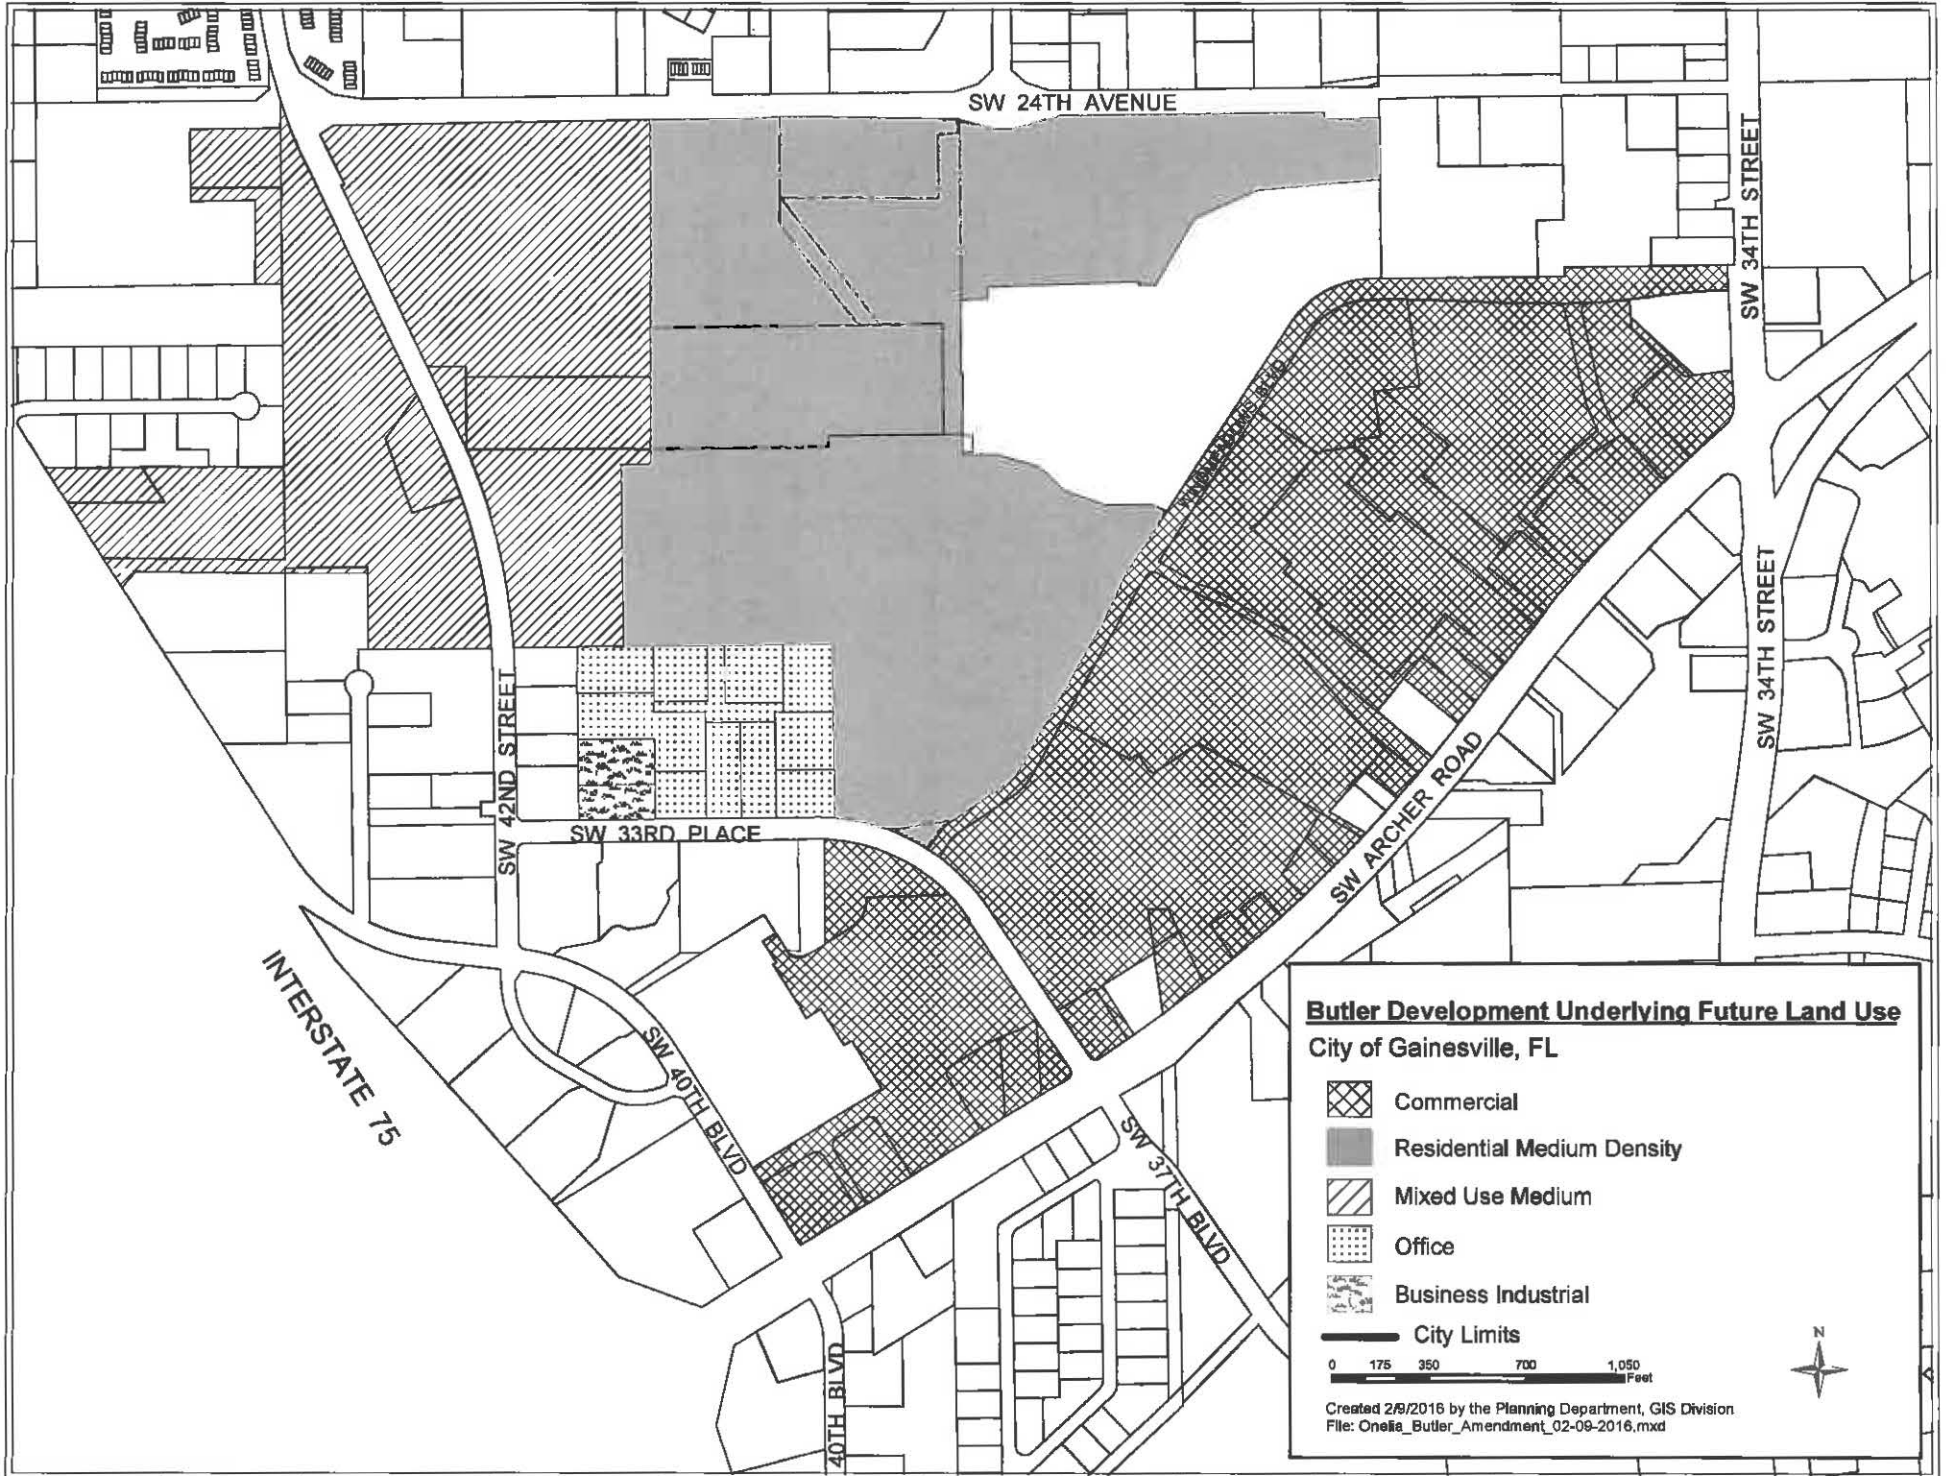 SW 24TH AVENUE
SW 34TH STREET
WINDMEADOWS BLVD
SW 34TH STREET
SW 42ND STREET
SW 33RD PLACE
SW ARCHER ROAD
INTERSTATE 75
SW 40TH BLVD
SW 37TH BLVD
40TH BLVD
Butler Development Underlying Future Land Use
City of Gainesville, FL
Commercial
Residential Medium Density
Mixed Use Medium
Office
Business Industrial
City Limits
N
0 175 350 700 1,050
Feet
Created 2/9/2016 by the Planning Department, GIS Division
File: Onelia_Butler_Amendment_02-09-2016.mxd